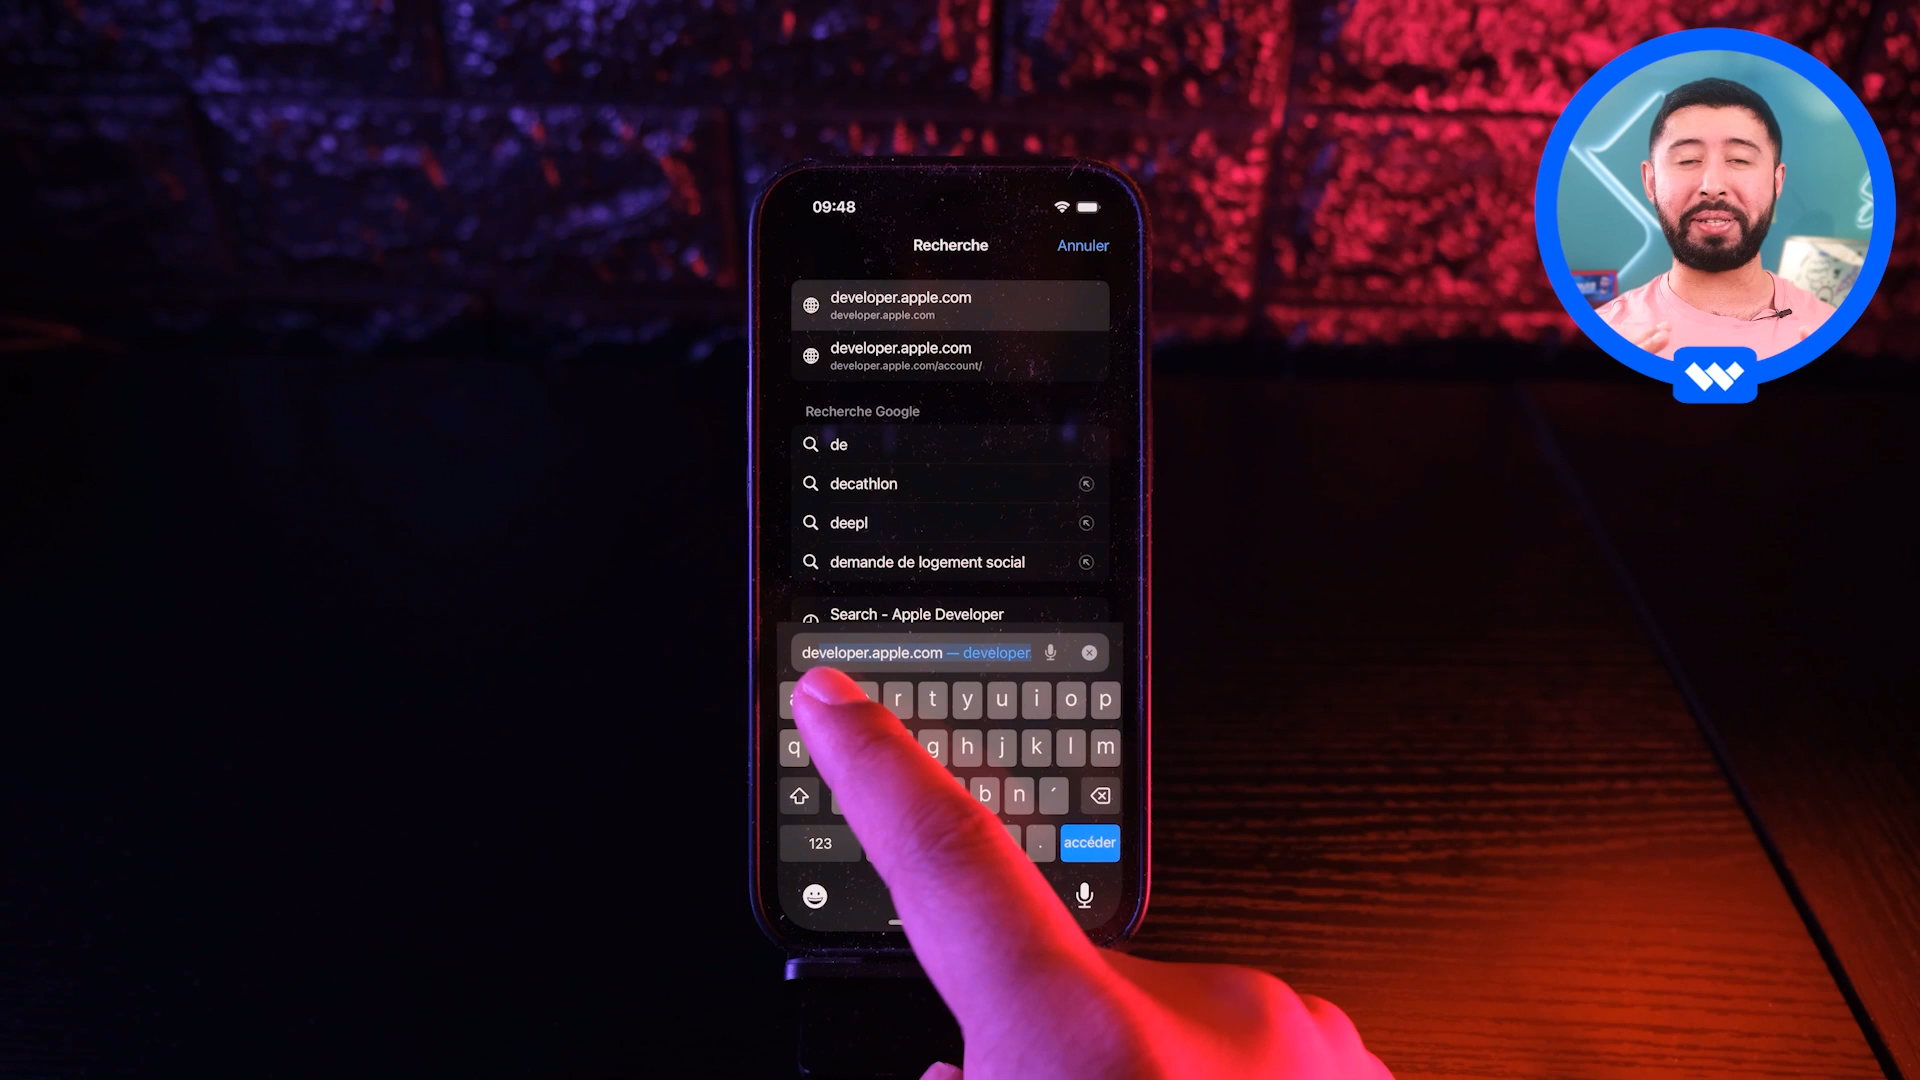 09:48
Recherche
Annuler
developer.apple.com
developer.apple.com
developer.apple.com
developer.apple.com/account/
Recherche Google
de
decathlon
deepl
demande de logement social
Search - Apple Developer
developer.apple.com — developer
r t y u i o p
q g h j k l m
b n ´
123 . accéder